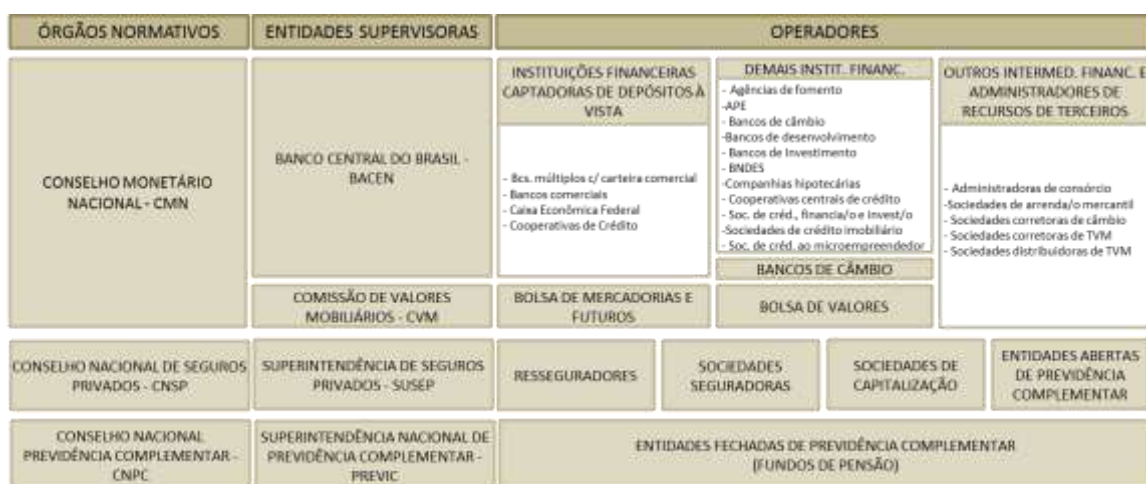 ÓRGÃOS NORMATIVOS
ENTIDADES SUPERVISORAS
OPERADORES
CONSELHO MONETÁRIO
NACIONAL - CMN
BANCO CENTRAL DO BRASIL -
BACEN
INSTITUIÇÕES FINANCEIRAS
CAPTADORAS DE DEPÓSITOS À
VISTA
- Bcs. múltiplos c/ carteira comercial
- Bancos comerciais
- Caixa Econômica Federal
- Cooperativas de Crédito
DEMAIS INSTIT. FINANC.
- Agências de fomento
-APE
- Bancos de câmbio
-Bancos de desenvolvimento
- Bancos de Investimento
- BNDES
-Companhias hipotecárias
- Cooperativas centrais de crédito
- Soc. de créd., financia/o e invest/o
-Sociedades de crédito imobiliário
- Soc. de créd. ao microempreendedor
BANCOS DE CÂMBIO
OUTROS INTERMED. FINANC. E
ADMINISTRADORES DE
RECURSOS DE TERCEIROS
- Administradoras de consórcio
-Sociedades de arrenda/o mercantil
- Sociedades corretoras de câmbio
- Sociedades corretoras de TVM
- Sociedades distribuidoras de TVM
COMISSÃO DE VALORES
MOBILIÁRIOS - CVM
BOLSA DE MERCADORIAS E
FUTUROS
BOLSA DE VALORES
CONSELHO NACIONAL DE SEGUROS
PRIVADOS - CNSP
SUPERINTENDÊNCIA DE SEGUROS
PRIVADOS - SUSEP
RESSEGURADORES
SOCIEDADES
SEGURADORAS
SOCIEDADES DE
CAPITALIZAÇÃO
ENTIDADES ABERTAS
DE PREVIDÊNCIA
COMPLEMENTAR
CONSELHO NACIONAL
PREVIDÊNCIA COMPLEMENTAR -
CNPC
SUPERINTENDÊNCIA NACIONAL DE
PREVIDÊNCIA COMPLEMENTAR -
PREVIC
ENTIDADES FECHADAS DE PREVIDÊNCIA COMPLEMENTAR
(FUNDOS DE PENSÃO)